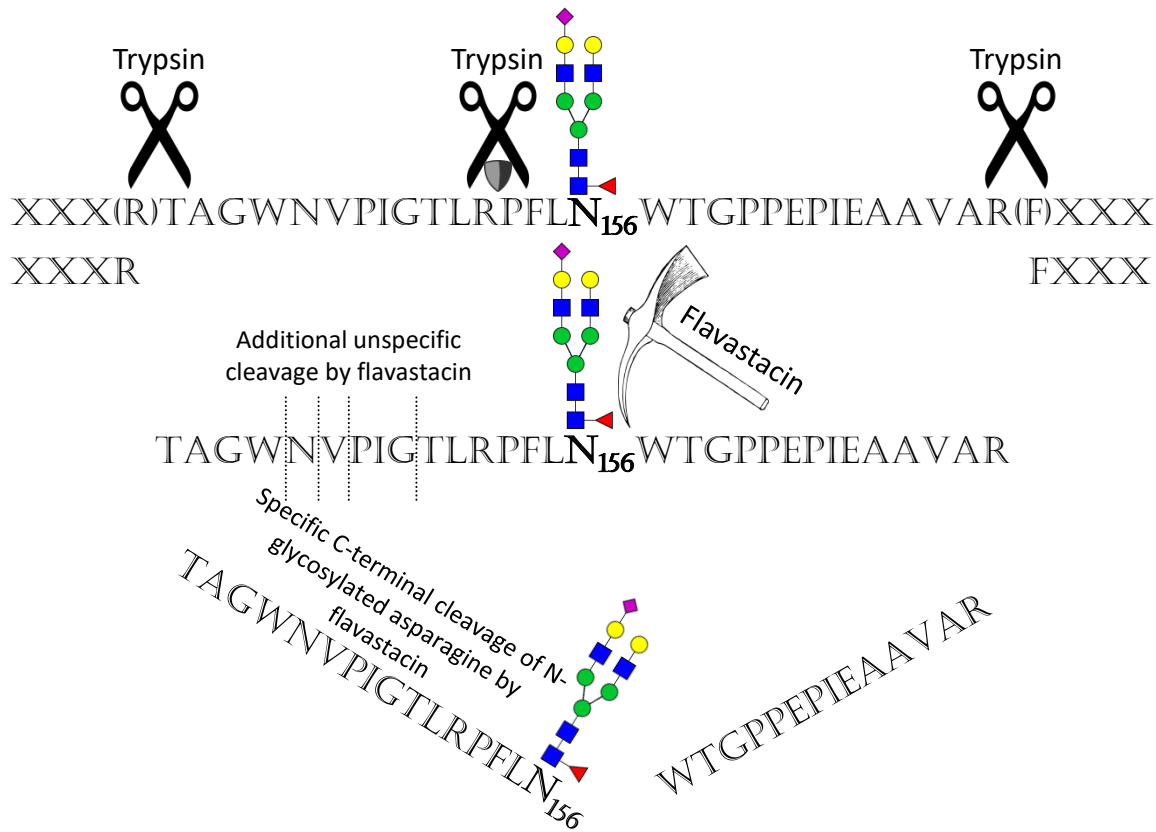 Trypsin
Trypsin
Trypsin
XXX(R)TAGWNVPIGTLRPFLN156WTGPPEPIEAAVAR(F)XXX
XXXR
FXXX
Flavastacin
Additional unspecific
cleavage by flavastacin
TAGWNVPIGTLRPFLN156WTGPPEPIEAAVAR
Specific C-terminal cleavage of N-
glycosylated asparagine by
flavastacin
TAGWNVPIGTLRPFLN156
WTGPPEPIEAAVAR